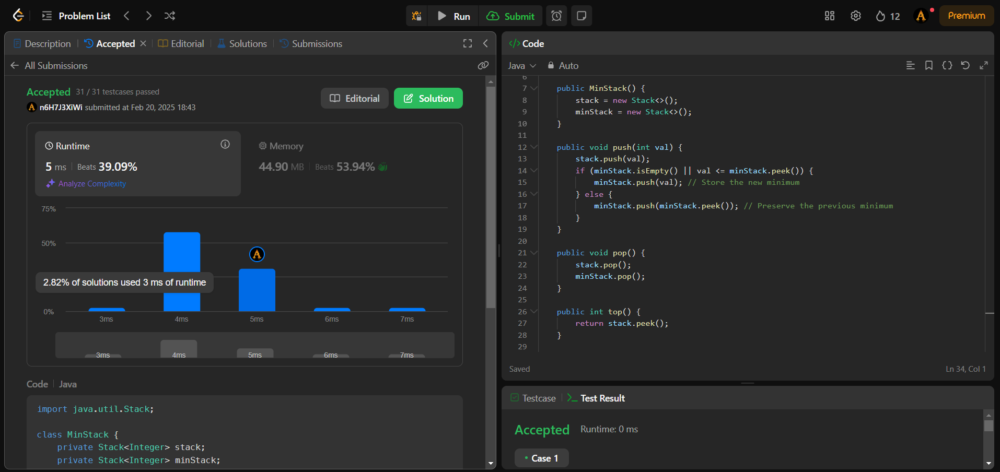 Problem List
Run
Submit
12
Premium
Description
Accepted
Editorial
Solutions
Submissions
All Submissions
Accepted 31 / 31 testcases passed
n6H7J3XiWi submitted at Feb 20, 2025 18:43
Editorial
Solution
Runtime
5 ms Beats 39.09%
Analyze Complexity
Memory
44.90 MB Beats 53.94%
75%
50%
2.82% of solutions used 3 ms of runtime
0%
3ms 4ms 5ms 6ms 7ms
3ms 4ms 5ms 6ms 7ms
Code Java
import java.util.Stack;
class MinStack {
private Stack<Integer> stack;
private Stack<Integer> minStack;
</> Code
Java Auto
6
7 public MinStack() {
8 stack = new Stack<>();
9 minStack = new Stack<>();
10 }
11
12 public void push(int val) {
13 stack.push(val);
14 if (minStack.isEmpty() || val <= minStack.peek()) {
15 minStack.push(val); // Store the new minimum
16 } else {
17 minStack.push(minStack.peek()); // Preserve the previous minimum
18 }
19 }
20
21 public void pop() {
22 stack.pop();
23 minStack.pop();
24 }
25
26 public int top() {
27 return stack.peek();
28 }
29
Saved
Ln 34, Col 1
Testcase
Test Result
Accepted Runtime: 0 ms
• Case 1